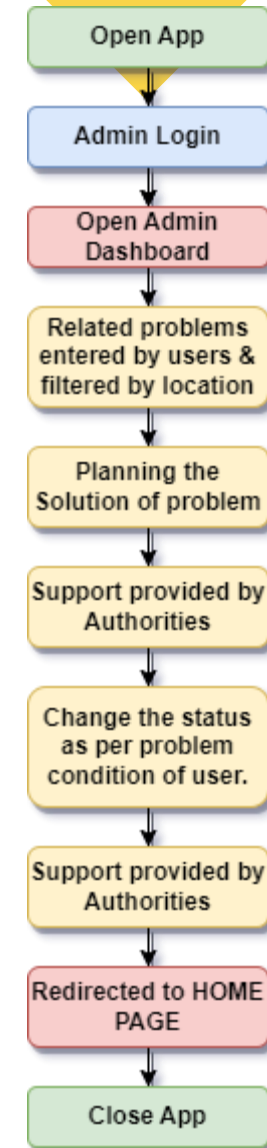 Open App
Admin Login
Open Admin
Dashboard
Related problems
entered by users &
filtered by location
Planning the
Solution of problem
Support provided by
Authorities
Change the status
as per problem
condition of user.
Support provided by
Authorities
Redirected to HOME
PAGE
Close App